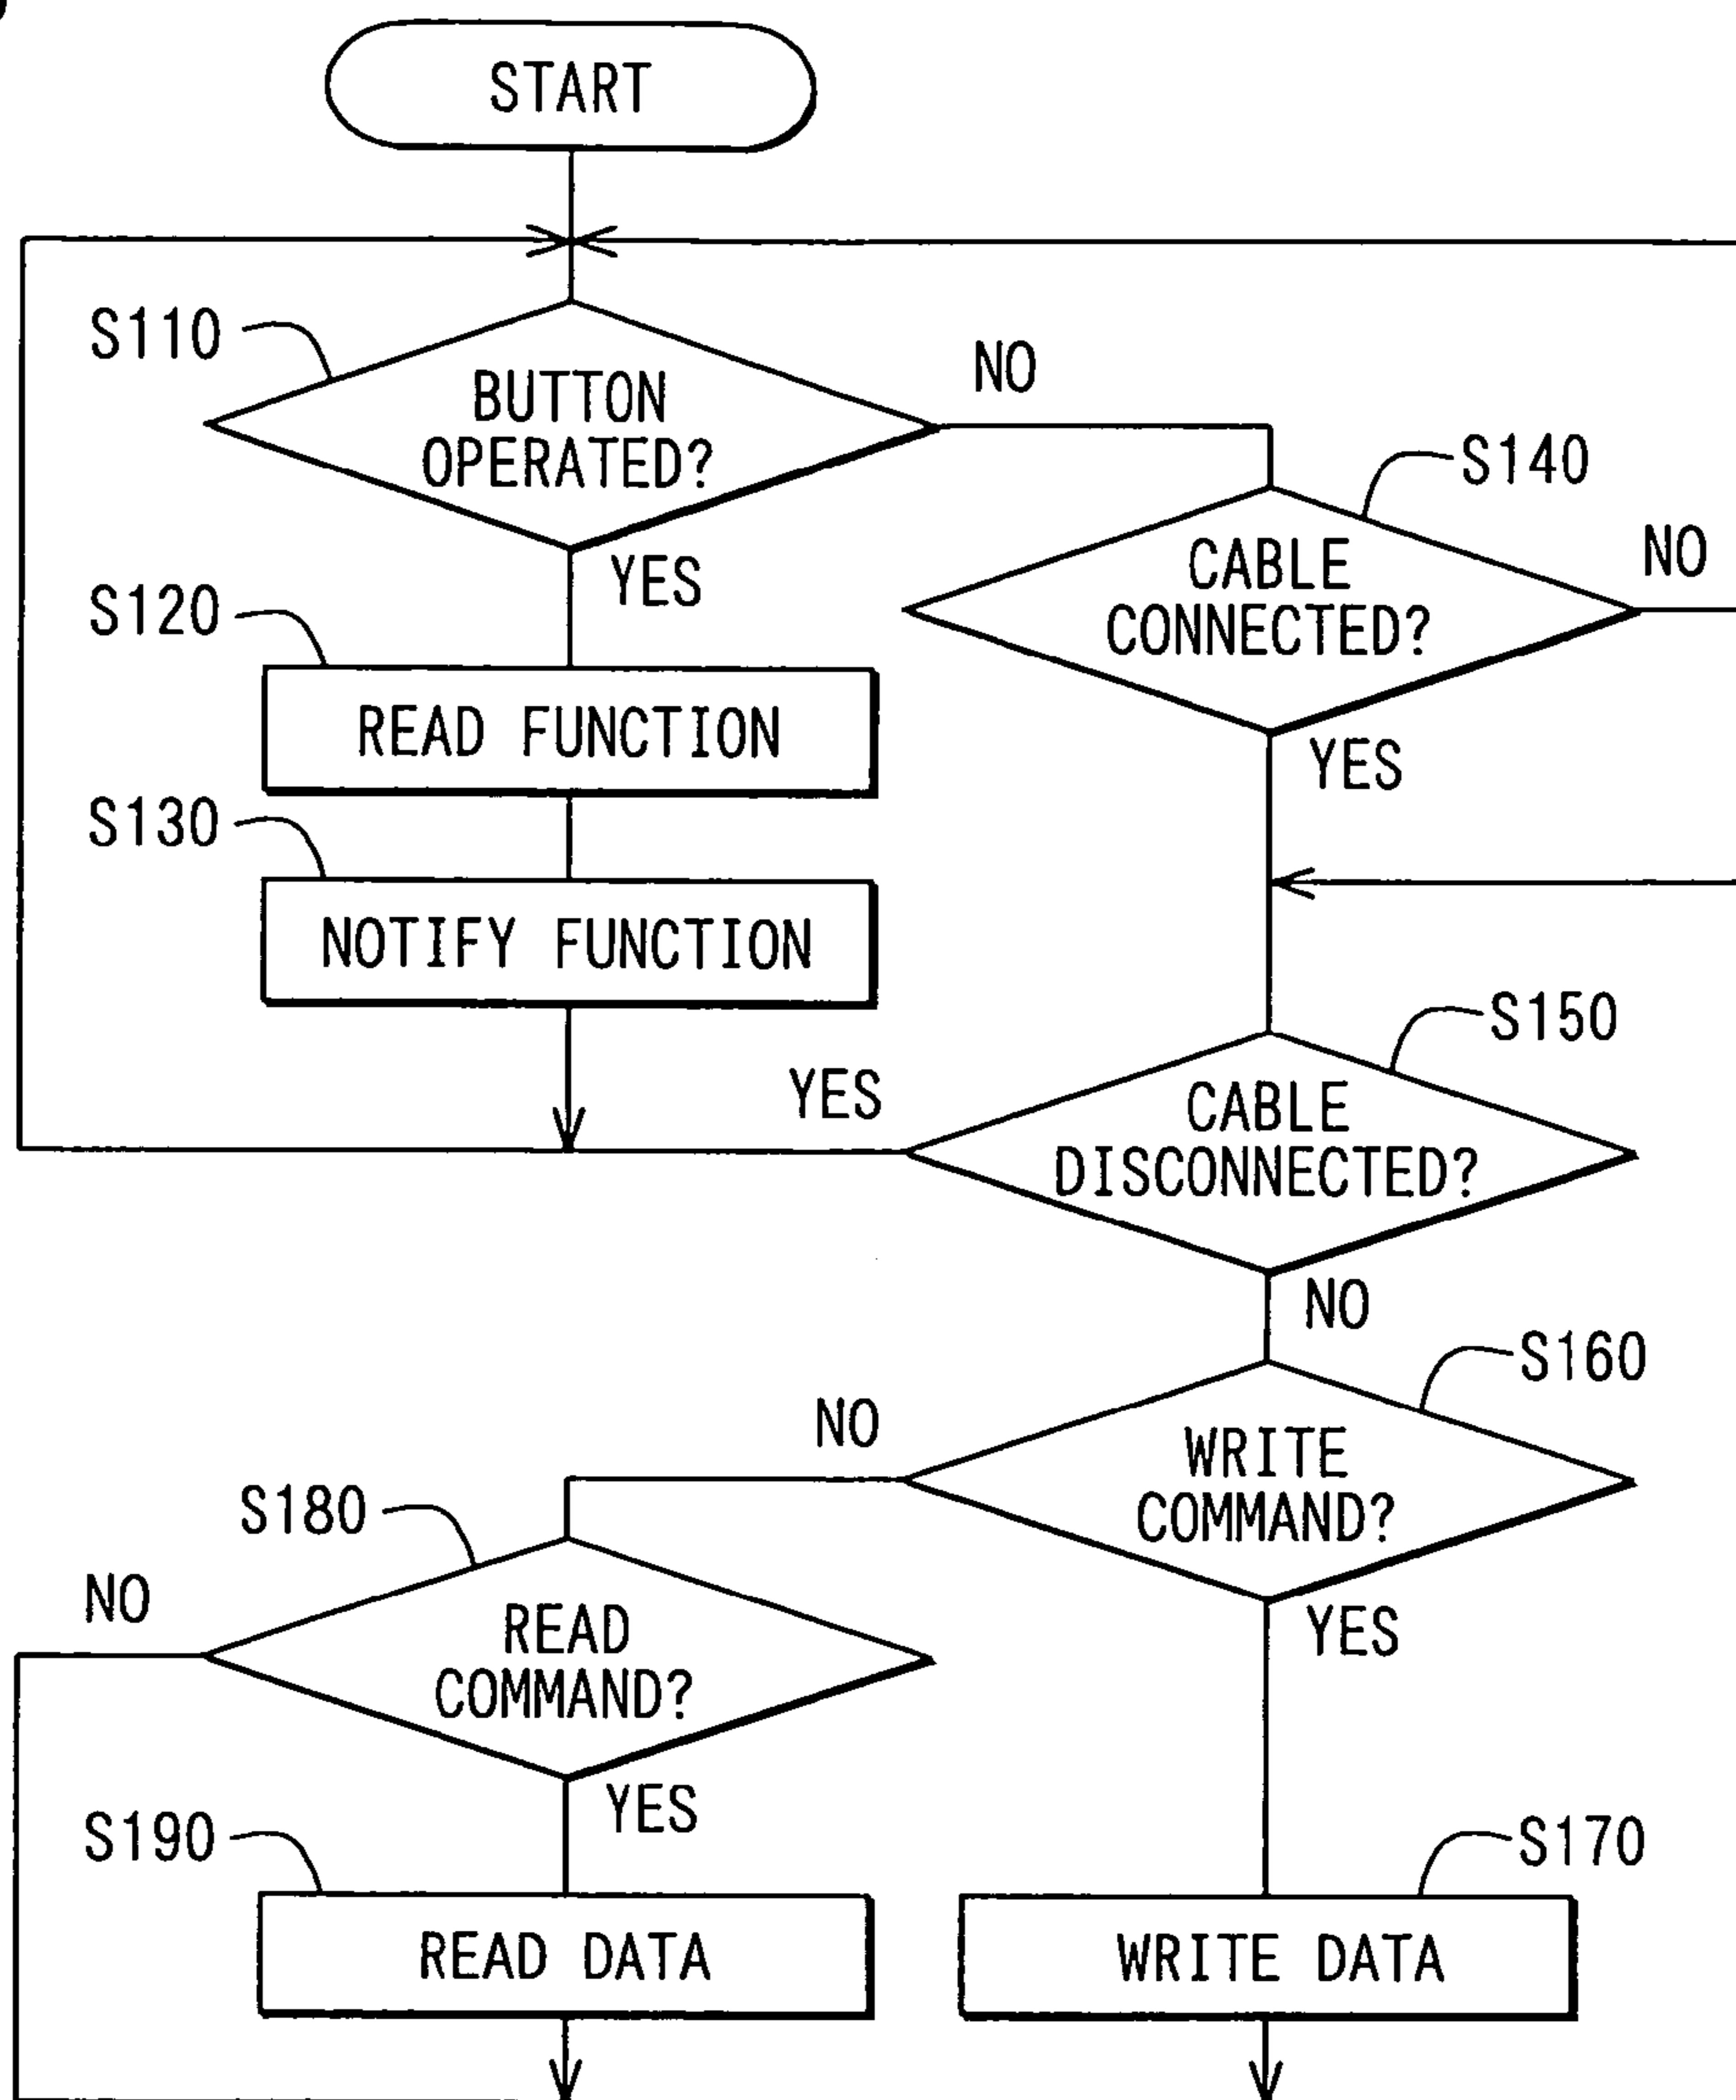 START
S110
BUTTON
OPERATED?
NO
YES
S120
READ FUNCTION
S130
NOTIFY FUNCTION
S140
CABLE
CONNECTED?
NO
YES
S150
CABLE
DISCONNECTED?
YES
NO
S160
WRITE
COMMAND?
NO
YES
S180
READ
COMMAND?
NO
YES
S190
READ DATA
S170
WRITE DATA